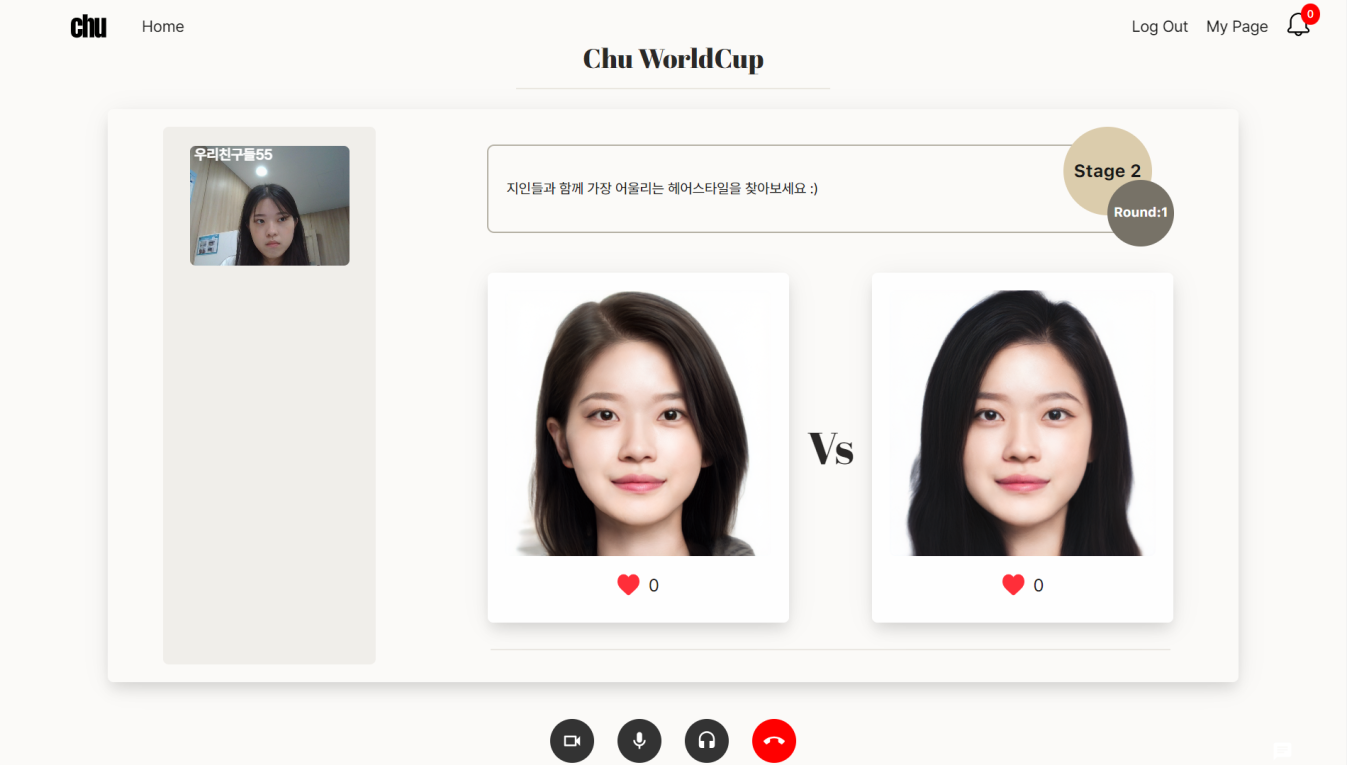 chu
Home
Log Out
My Page
0
Chu WorldCup
우리친구들55
지인들과 함께 가장 어울리는 헤어스타일을 찾아보세요 :)
Stage 2
Round:1
Vs
0
0